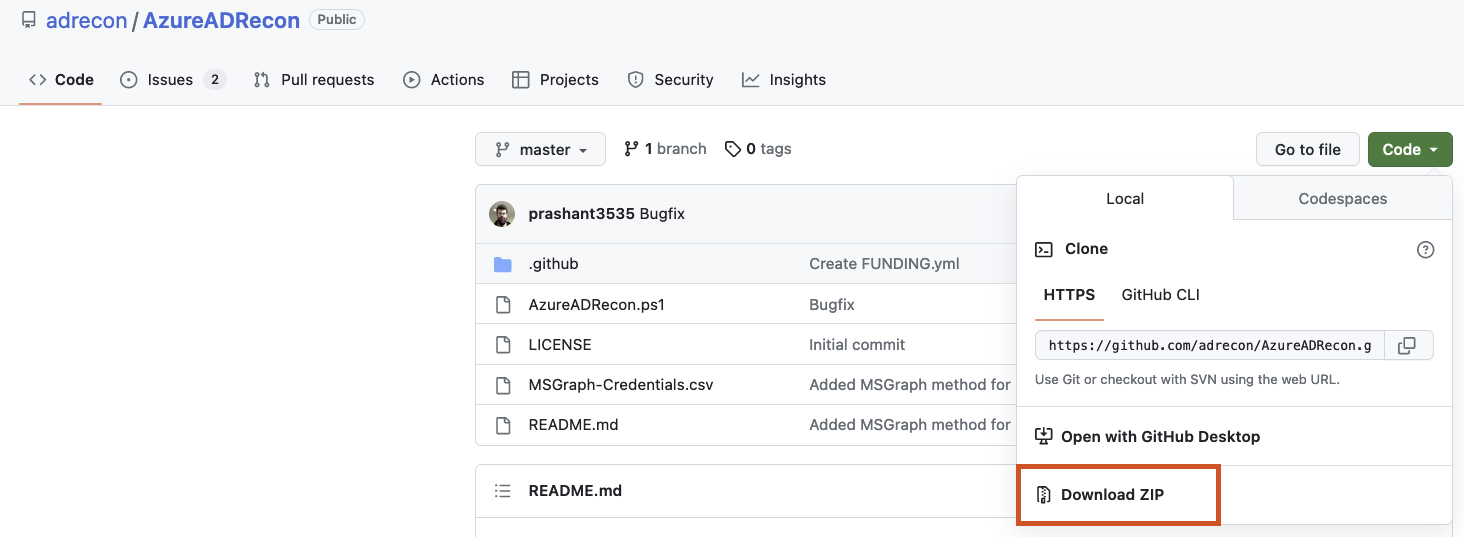 adrecon / AzureADRecon Public
Code Issues 2 Pull requests Actions Projects Security Insights
master 1 branch 0 tags Go to file Code
prashant3535 Bugfix
.github Create FUNDING.yml
AzureADRecon.ps1 Bugfix
LICENSE Initial commit
MSGraph-Credentials.csv Added MSGraph method for
README.md Added MSGraph method for
README.md
Local Codespaces
Clone
HTTPS GitHub CLI
https://github.com/adrecon/AzureADRecon.g
Use Git or checkout with SVN using the web URL.
Open with GitHub Desktop
Download ZIP